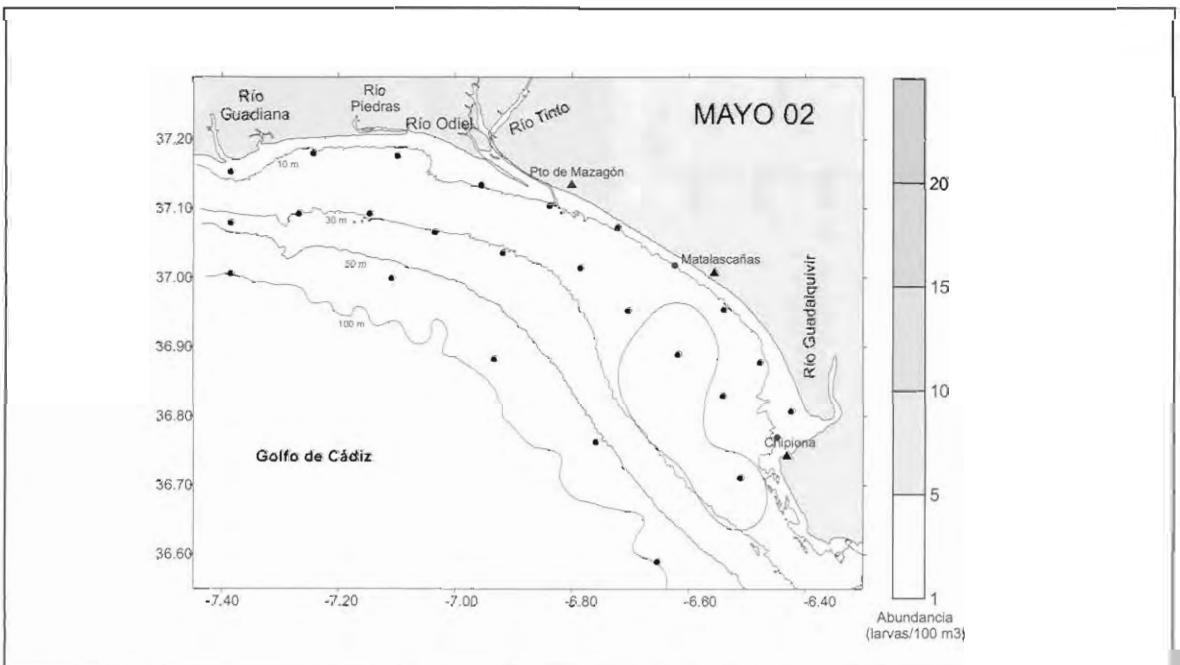 MAYO 02
Río
Guadiana
Río
Piedras
Río Odiel
Río Tinto
Pto de Mazagón
Matalascañas
Río Guadalquivir
Chipiona
Golfo de Cádiz
10 m
30 m
50 m
100 m
37.20
37.10
37.00
36.90
36.80
36.70
36.60
-7.40
-7.20
-7.00
-6.80
-6.60
-6.40
20
15
10
5
1
Abundancia
(larvas/100 m3)